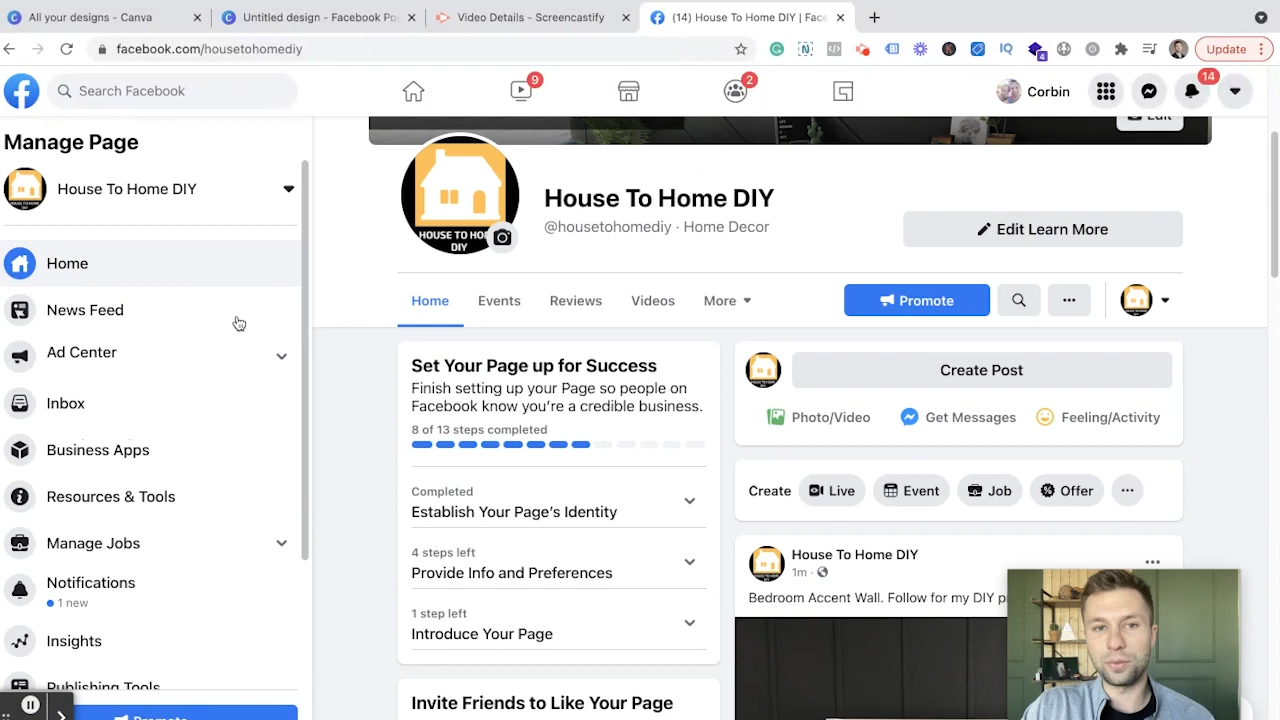 All your designs - Canva
Untitled design - Facebook Pos
Video Details - Screencastify
(14) House To Home DIY | Face
facebook.com/housetohomediy
IQ
4
Update
Search Facebook
9
2
Corbin
14
Manage Page
House To Home DIY
Home
News Feed
Ad Center
Inbox
Business Apps
Resources & Tools
Manage Jobs
Notifications
1 new
Insights
Publishing Tools
Promote
Edit
HOUSE TO HOM
DIY
House To Home DIY
@housetohomediy · Home Decor
Edit Learn More
Home Events Reviews Videos More
Promote
Set Your Page up for Success
Finish setting up your Page so people on
Facebook know you're a credible business.
8 of 13 steps completed
Completed
Establish Your Page's Identity
4 steps left
Provide Info and Preferences
1 step left
Introduce Your Page
Invite Friends to Like Your Page
Create Post
Photo/Video Get Messages Feeling/Activity
Create Live Event Job Offer
House To Home DIY
1m ·
Bedroom Accent Wall. Follow for my DIY p